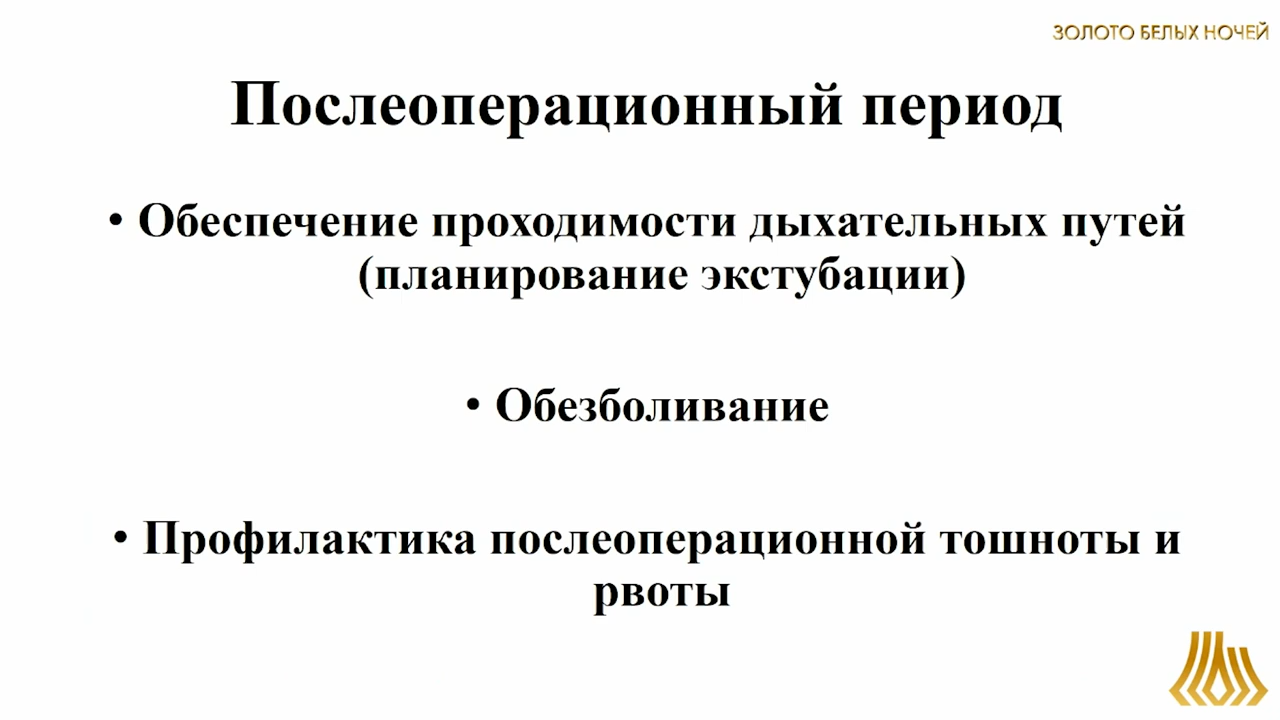 ЗОЛОТО БЕЛЫХ НОЧЕЙ
Послеоперационный период
• Обеспечение проходимости дыхательных путей
(планирование экстубации)
• Обезболивание
• Профилактика послеоперационной тошноты и
рвоты